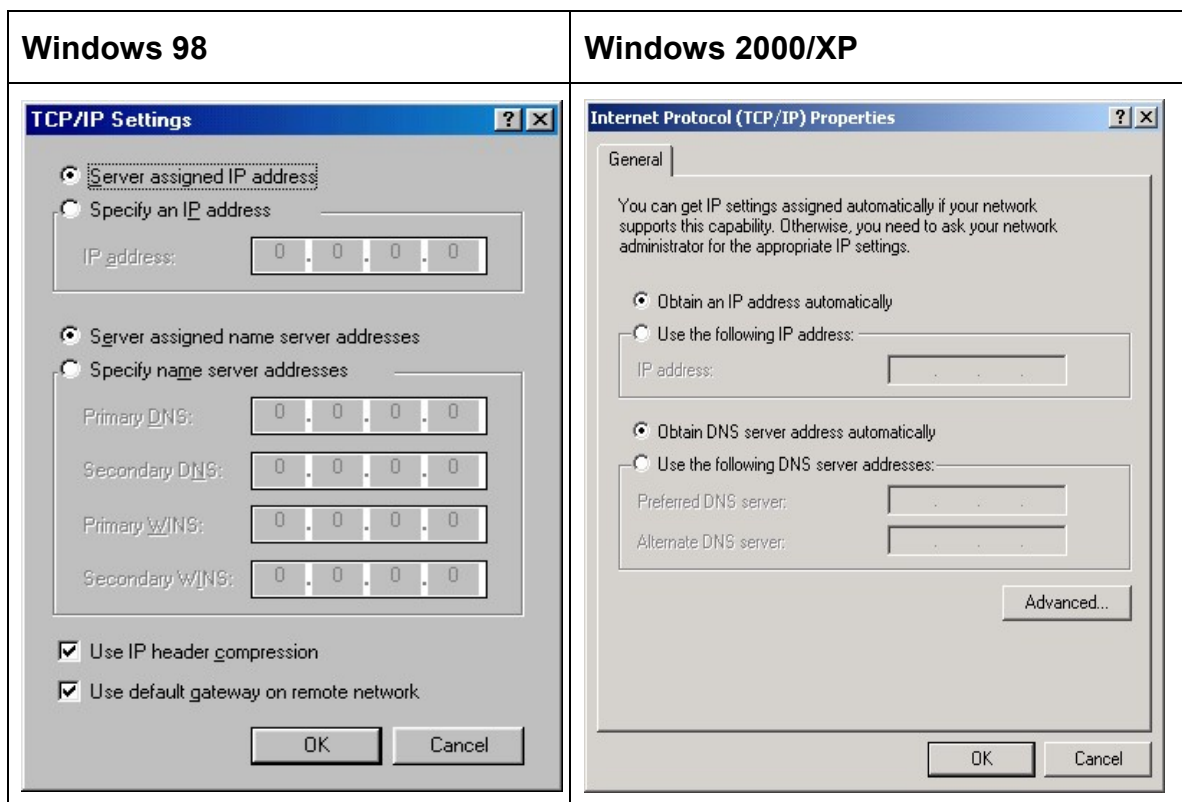 Windows 98
Windows 2000/XP
TCP/IP Settings
Server assigned IP address
Specify an IP address
IP address:
0 . 0 . 0 . 0
Server assigned name server addresses
Specify name server addresses
Primary DNS:
0 . 0 . 0 . 0
Secondary DNS:
0 . 0 . 0 . 0
Primary WINS:
0 . 0 . 0 . 0
Secondary WINS:
0 . 0 . 0 . 0
Use IP header compression
Use default gateway on remote network
OK
Cancel
Internet Protocol (TCP/IP) Properties
General
You can get IP settings assigned automatically if your network
supports this capability. Otherwise, you need to ask your network
administrator for the appropriate IP settings.
Obtain an IP address automatically
Use the following IP address:
IP address:
. . .
Obtain DNS server address automatically
Use the following DNS server addresses:
Preferred DNS server:
. . .
Alternate DNS server:
. . .
Advanced...
OK
Cancel